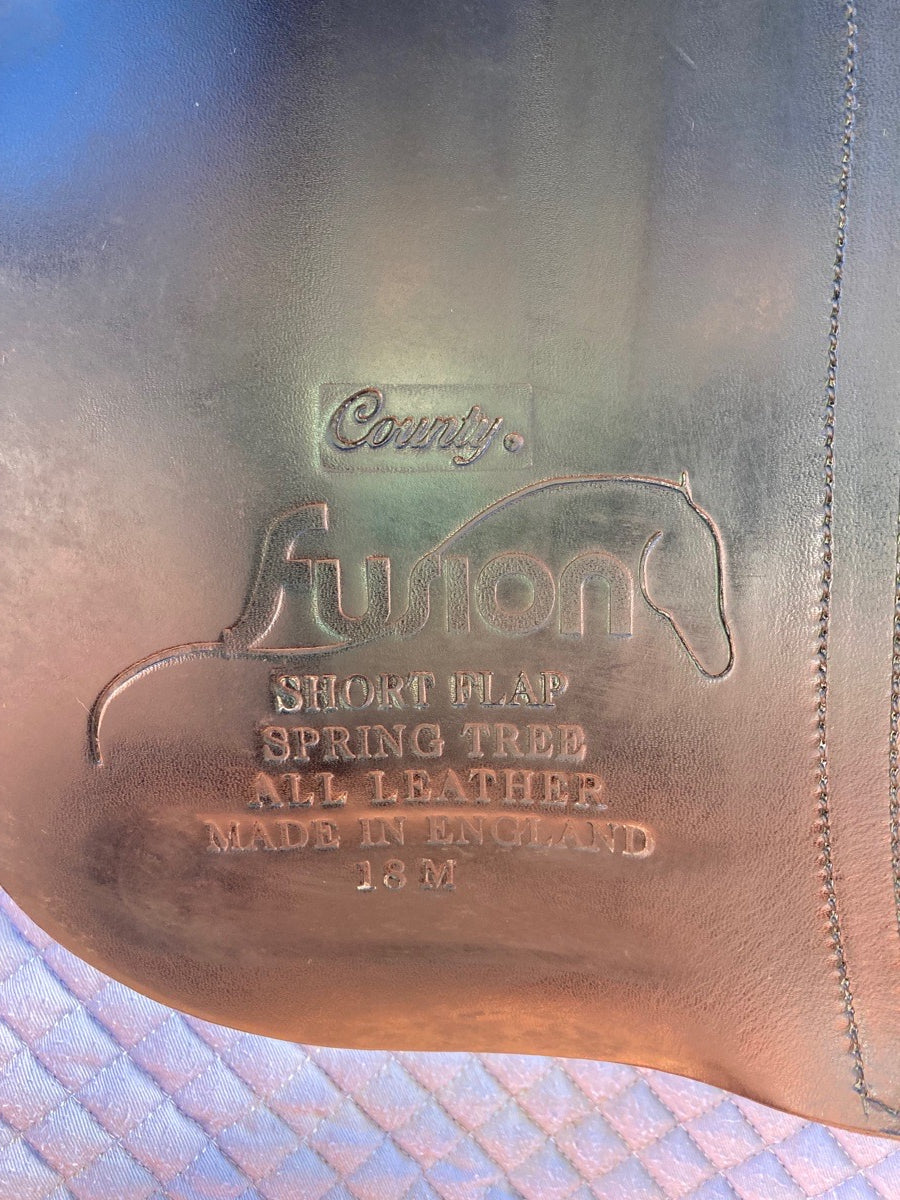 County.
fusion
SHORT FLAP
SPRING TREE
ALL LEATHER
MADE IN ENGLAND
18 M